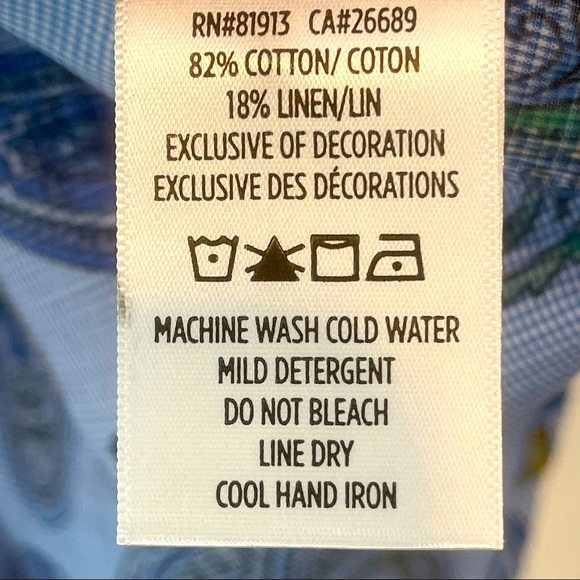 RN#81913 CA#26689
82% COTTON/ COTON
18% LINEN/LIN
EXCLUSIVE OF DECORATION
EXCLUSIVE DES DÉCORATIONS
MACHINE WASH COLD WATER
MILD DETERGENT
DO NOT BLEACH
LINE DRY
COOL HAND IRON